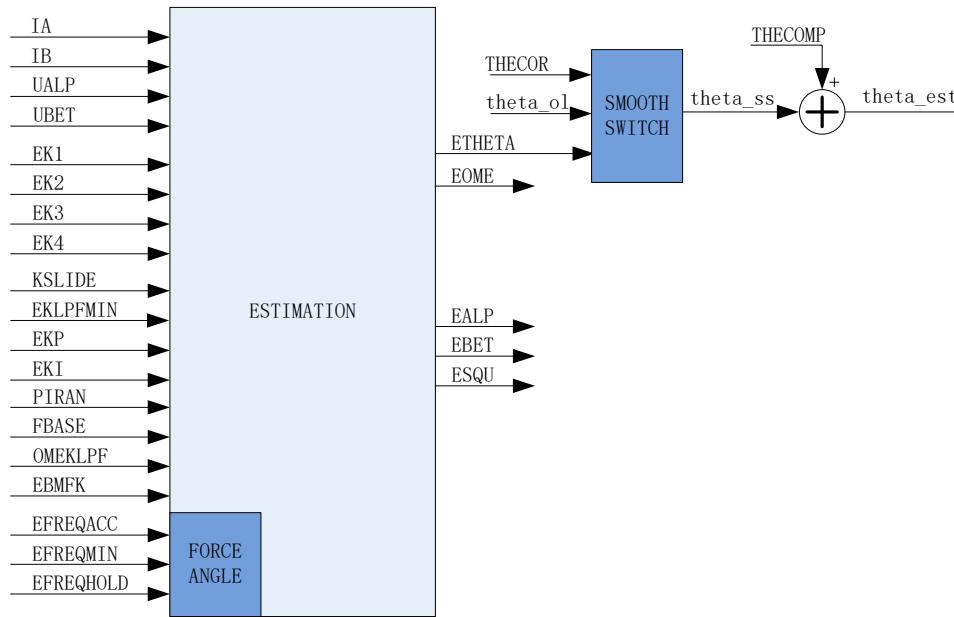 IA
IB
UALP
UBET
EK1
EK2
EK3
EK4
KSLIDE
EKLPFMIN
EKP
EKI
PIRAN
FBASE
OMEKLPF
EBMFK
EFREQACC
EFREQMIN
EFREQHOLD
FORCE
ANGLE
ESTIMATION
ETHETA
EOME
EALP
EBET
ESQU
THECOR
theta_ol
SMOOTH
SWITCH
theta_ss
THECOMP
+
+
theta_est